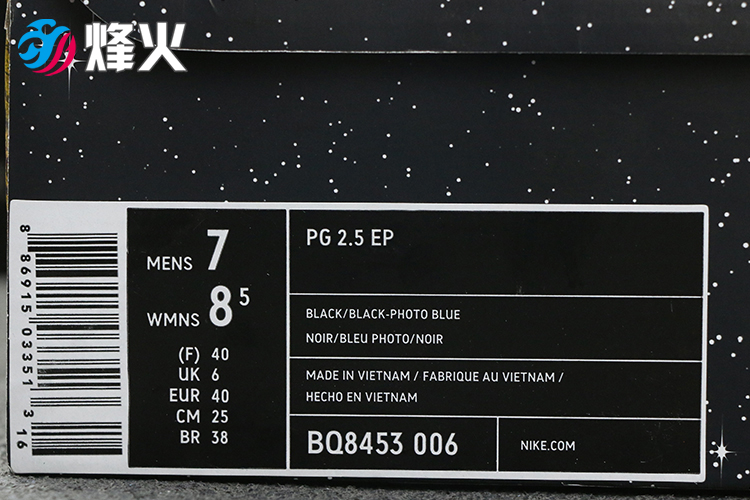 烽火
MENS 7
WMNS 8 5
(F) 40
UK 6
EUR 40
CM 25
BR 38
8 86915 03351 3 16
PG 2.5 EP
BLACK/BLACK-PHOTO BLUE
NOIR/BLEU PHOTO/NOIR
MADE IN VIETNAM / FABRIQUE AU VIETNAM /
HECHO EN VIETNAM
BQ8453 006
NIKE.COM